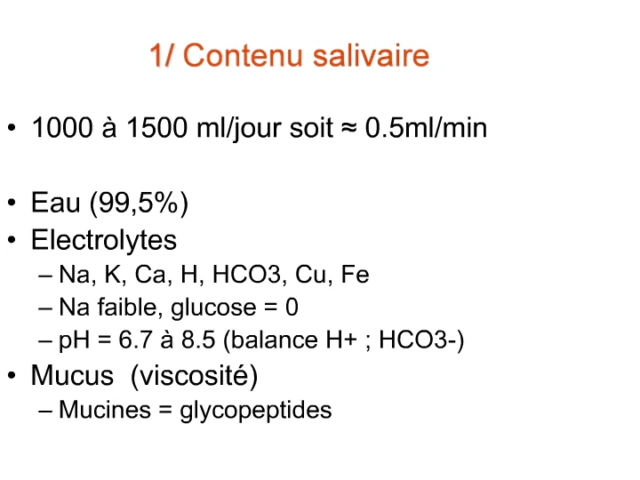 1/ Contenu salivaire
• 1000 à 1500 ml/jour soit ≈ 0.5ml/min
• Eau (99,5%)
• Electrolytes
– Na, K, Ca, H, HCO3, Cu, Fe
– Na faible, glucose = 0
– pH = 6.7 à 8.5 (balance H+ ; HCO3-)
• Mucus (viscosité)
– Mucines = glycopeptides